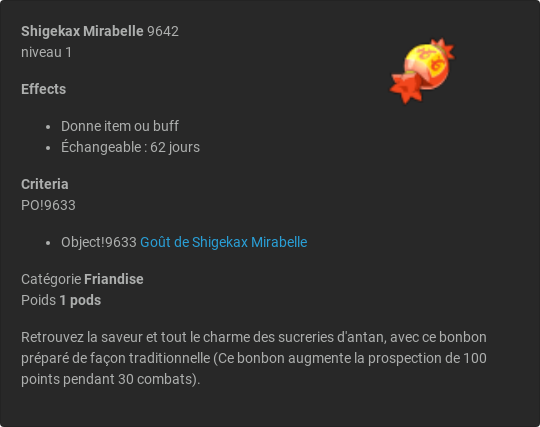 Shigekax Mirabelle 9642
niveau 1
Effects
• Donne item ou buff
• Échangeable : 62 jours
Criteria
PO!9633
• Object!9633 Goût de Shigekax Mirabelle
Catégorie Friandise
Poids 1 pods
Retrouvez la saveur et tout le charme des sucreries d'antan, avec ce bonbon
préparé de façon traditionnelle (Ce bonbon augmente la prospection de 100
points pendant 30 combats).